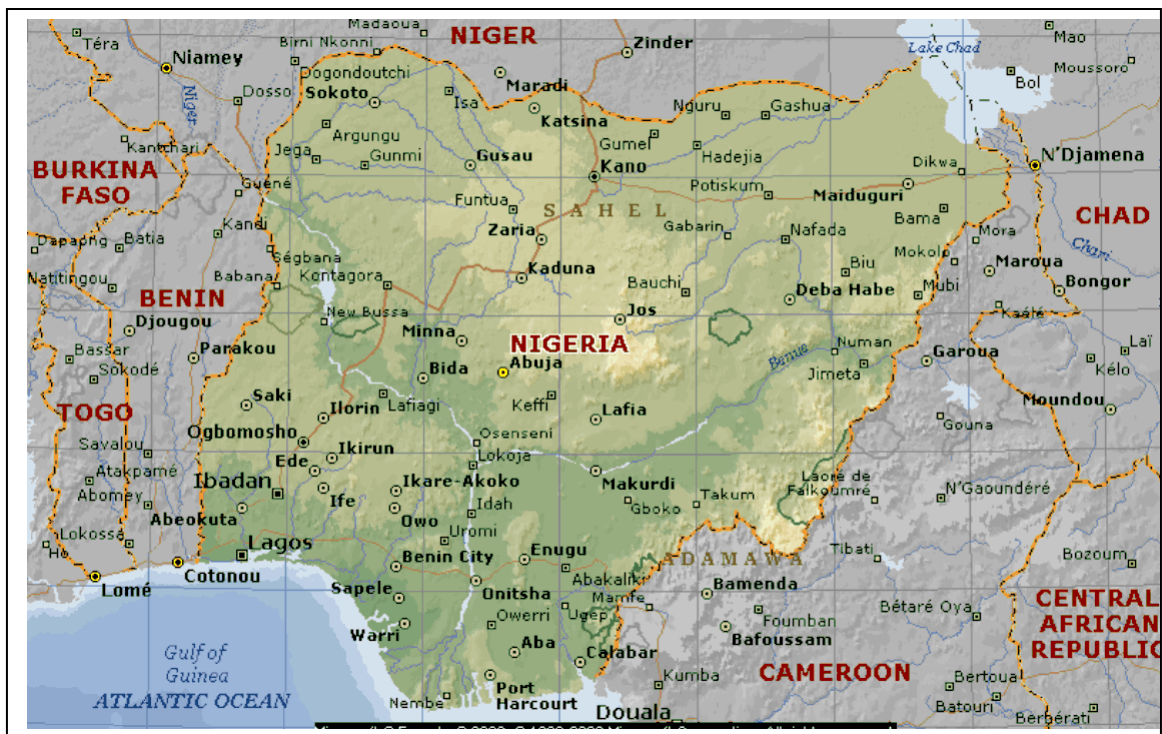 Madaoua
NIGER
Zinder
Lake Chad
Mao
Téra
Niamey
Birni Nkonni
Moussoro
Dogondoutchi
Maradi
Bol
Dosso
Sokoto
Isa
Nguru
Gashua
Niger
Katsina
Argungu
Gumel
Kantchari
Jega
Gunmi
Gusau
Hadejia
Dikwa
N'Djamena
BURKINA
FASO
Kano
Potiskum
Maiduguri
Guéné
Funtua
SAHEL
Bama
CHAD
Kandi
Zaria
Gabarin
Nafada
Mora
Dapaong
Batia
Ségbana
Mokolo
Chari
Natitingou
Babana
Kontagora
Kaduna
Bauchi
Biu
Maroua
BENIN
Deba Habe
Mubi
Bongor
Djougou
New Bussa
Jos
Kaélé
Minna
NIGERIA
Bassar
Parakou
Benue
Numan
Garoua
Laï
Sokodé
Bida
Abuja
Jimeta
Kélo
Saki
Lafiagi
Keffi
Moundou
TOGO
Ilorin
Lafia
Gouna
Ogbomosho
Savalou
Ikirun
Osenseni
Ede
Lokoja
Atakpamé
Ibadan
Ikare-Akoko
Makurdi
Laoré de
Falkoumré
Abomey
Ife
Idah
Gboko
Takum
N'Gaoundéré
Abeokuta
Owo
Uromi
Lokossa
Lagos
Ho
Benin City
Enugu
ADAMAWA
Tibati
Bozoum
Cotonou
Abakaliki
Lomé
Sapele
Onitsha
Mamfe
Bamenda
CENTRAL
AFRICAN
REPUBLIC
Owerri
Ugep
Foumban
Bétaré Oya
Warri
Bafoussam
Gulf of
Guinea
Aba
Calabar
CAMEROON
ATLANTIC OCEAN
Port
Harcourt
Kumba
Bertoua
Nembe
Batouri
Douala
Berbérati